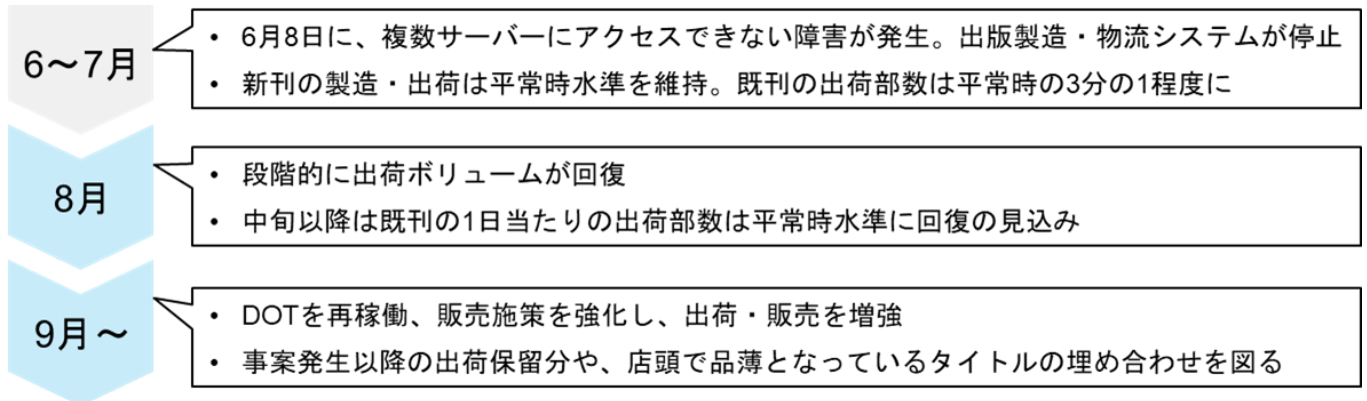 6～7月
• 6月8日に、複数サーバーにアクセスできない障害が発生。出版製造・物流システムが停止
• 新刊の製造・出荷は平常時水準を維持。既刊の出荷部数は平常時の3分の1程度に
8月
• 段階的に出荷ボリュームが回復
• 中旬以降は既刊の1日当たりの出荷部数は平常時水準に回復の見込み
9月～
• DOTを再稼働、販売施策を強化し、出荷・販売を増強
• 事案発生以降の出荷保留分や、店頭で品薄となっているタイトルの埋め合わせを図る